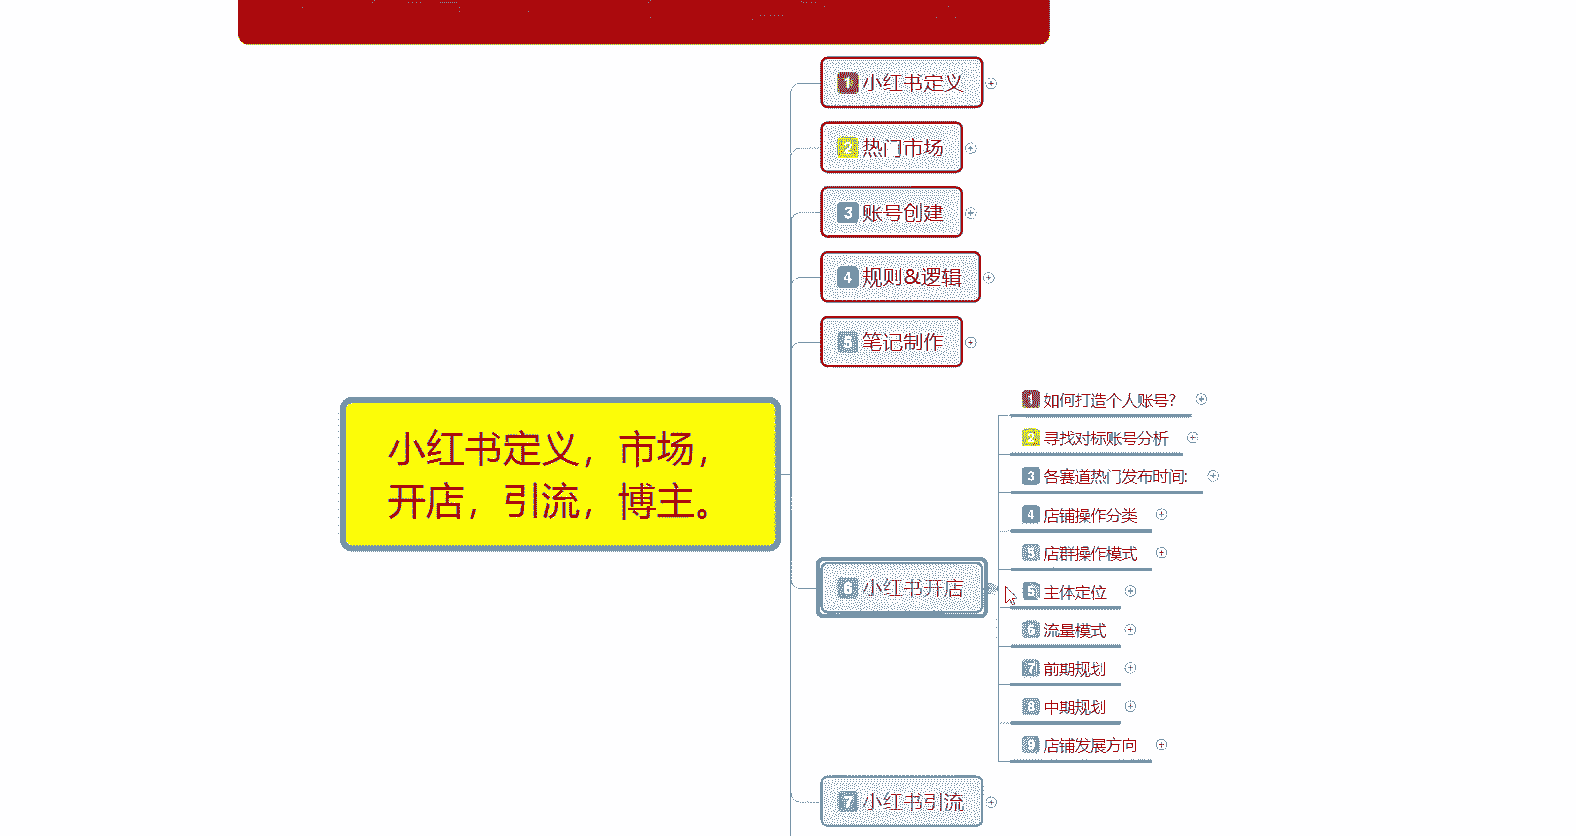 1 小红书定义
2 热门市场
3 账号创建
4 规则&逻辑
5 笔记制作
小红书定义，市场，
开店，引流，博主。
6 小红书开店
1 如何打造个人账号?
2 寻找对标账号分析
3 各赛道热门发布时间:
4 店铺操作分类
5 店群操作模式
5 主体定位
6 流量模式
7 前期规划
8 中期规划
9 店铺发展方向
7 小红书引流